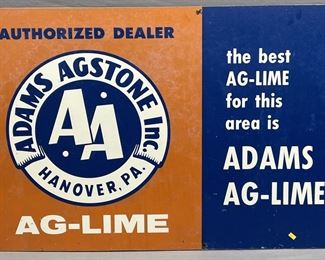 AUTHORIZED DEALER
ADAMS AGSTONE Inc.
AA
HANOVER, PA.
AG-LIME
the best
AG-LIME
for this
area is
ADAMS
AG-LIME